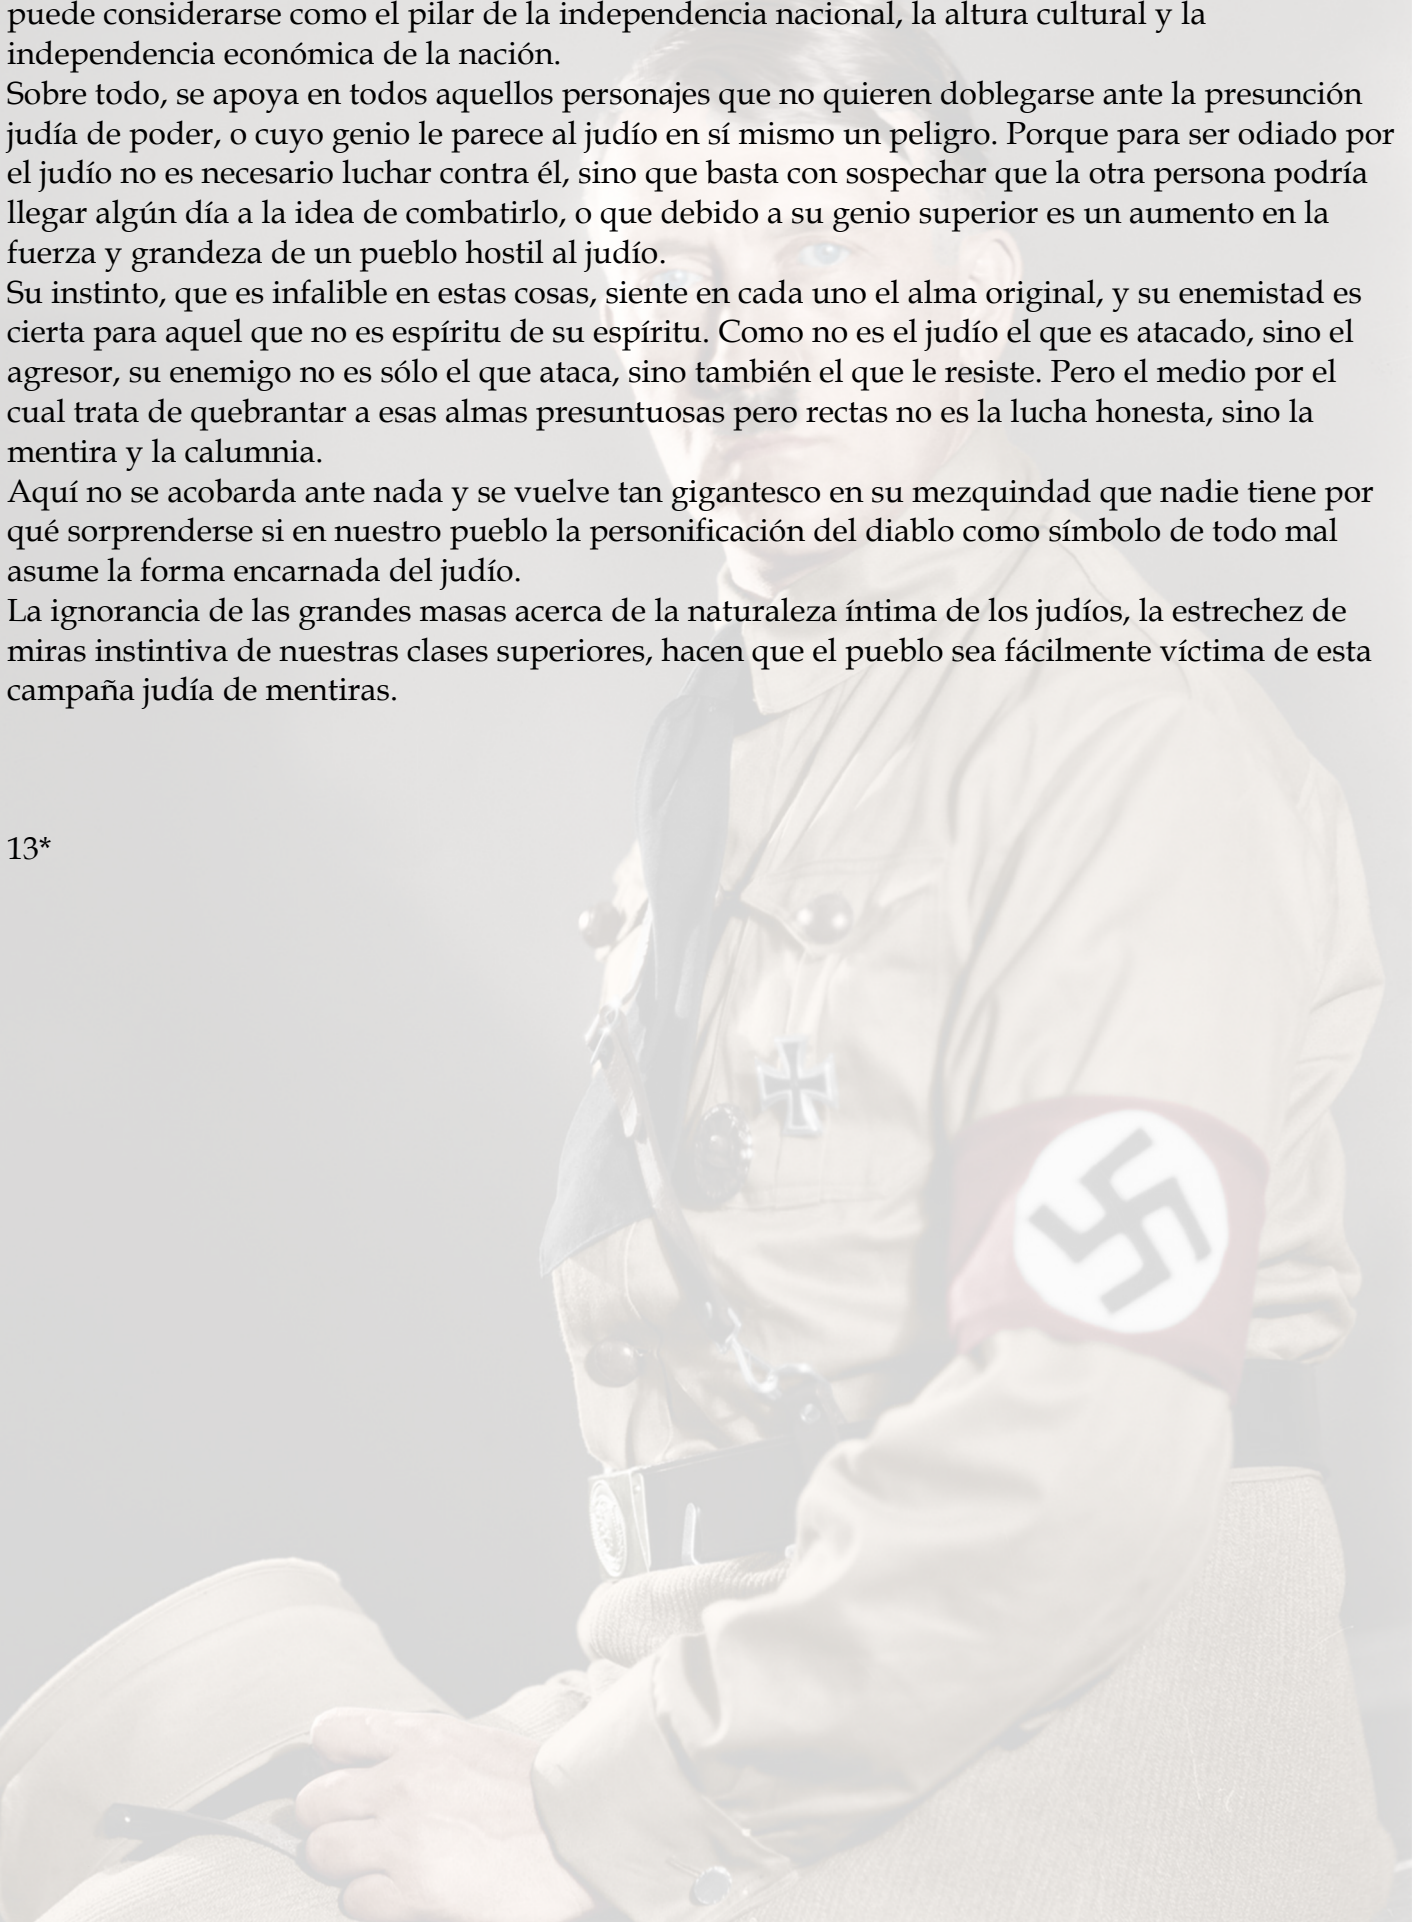 puede considerarse como el pilar de la independencia nacional, la altura cultural y la
independencia económica de la nación.
Sobre todo, se apoya en todos aquellos personajes que no quieren doblegarse ante la presunción
judía de poder, o cuyo genio le parece al judío en sí mismo un peligro. Porque para ser odiado por
el judío no es necesario luchar contra él, sino que basta con sospechar que la otra persona podría
llegar algún día a la idea de combatirlo, o que debido a su genio superior es un aumento en la
fuerza y grandeza de un pueblo hostil al judío.
Su instinto, que es infalible en estas cosas, siente en cada uno el alma original, y su enemistad es
cierta para aquel que no es espíritu de su espíritu. Como no es el judío el que es atacado, sino el
agresor, su enemigo no es sólo el que ataca, sino también el que le resiste. Pero el medio por el
cual trata de quebrantar a esas almas presuntuosas pero rectas no es la lucha honesta, sino la
mentira y la calumnia.
Aquí no se acobarda ante nada y se vuelve tan gigantesco en su mezquindad que nadie tiene por
qué sorprenderse si en nuestro pueblo la personificación del diablo como símbolo de todo mal
asume la forma encarnada del judío.
La ignorancia de las grandes masas acerca de la naturaleza íntima de los judíos, la estrechez de
miras instintiva de nuestras clases superiores, hacen que el pueblo sea fácilmente víctima de esta
campaña judía de mentiras.
13*